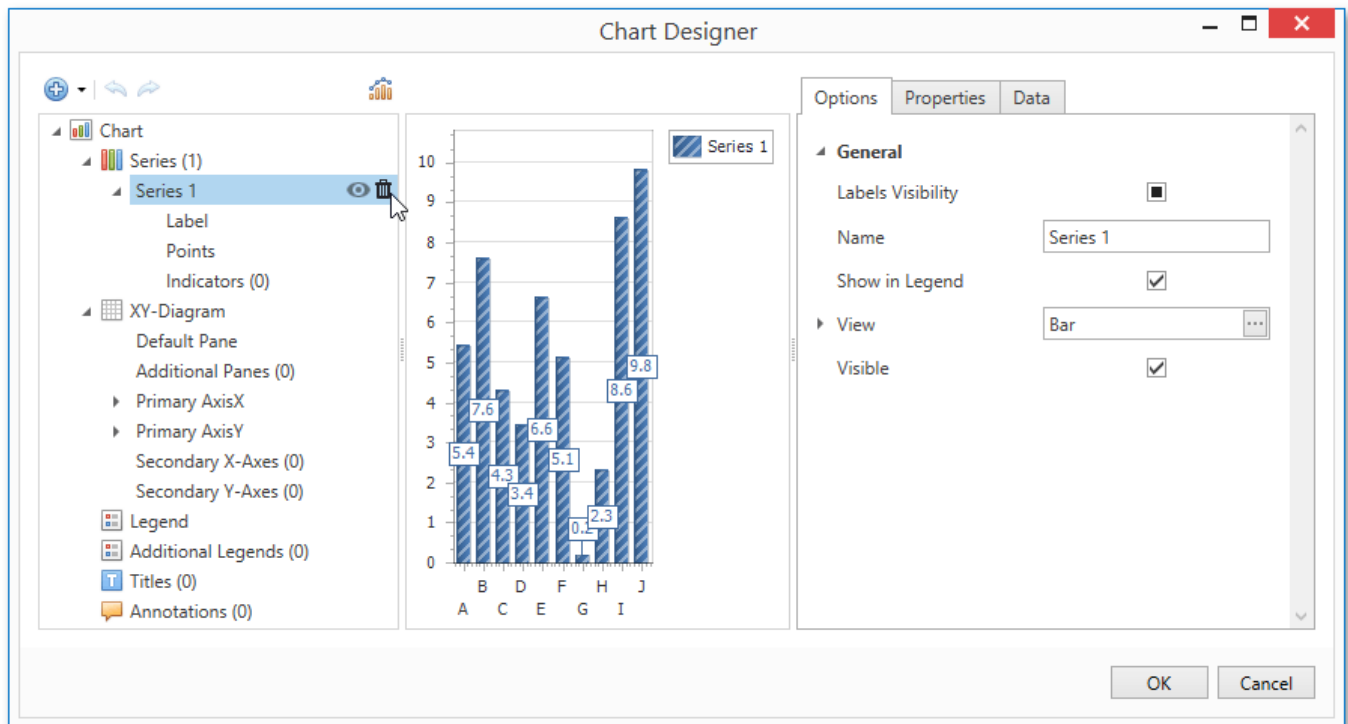 Chart Designer
Options Properties Data
Chart
Series (1)
Series 1
Label
Points
Indicators (0)
XY-Diagram
Default Pane
Additional Panes (0)
Primary AxisX
Primary AxisY
Secondary X-Axes (0)
Secondary Y-Axes (0)
Legend
Additional Legends (0)
T Titles (0)
Annotations (0)
Series 1
10
9
8
7
6
5
4
3
2
1
0
5.4
7.6
4.3
3.4
6.6
5.1
2.3
8.6
9.8
B D F H J
A C E G I
General
Labels Visibility
Name Series 1
Show in Legend
View Bar ...
Visible
OK Cancel